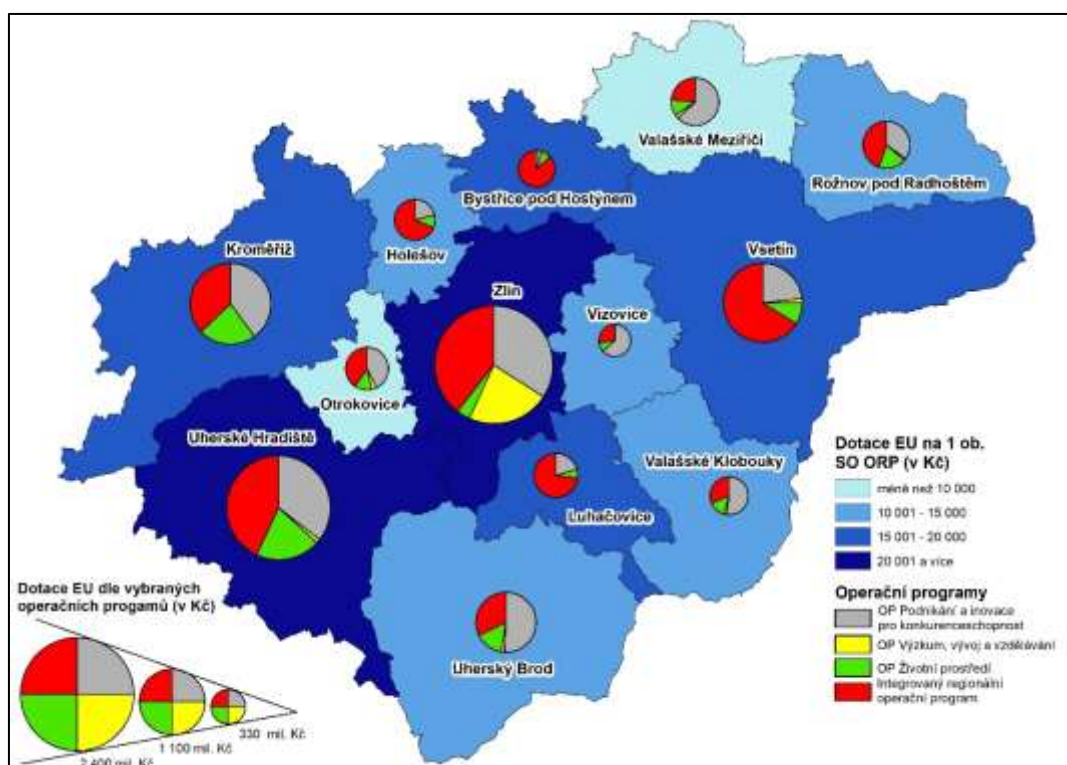 Valašské Meziříčí
Rožnov pod Radhoštěm
Bystřice pod Hostýnem
Holešov
Kroměříž
Vsetín
Zlín
Vizovice
Otrokovice
Uherské Hradiště
Valašské Klobouky
Luhačovice
Uherský Brod
Dotace EU na 1 ob.
SO ORP (v Kč)
méně než 10 000
10 001 - 15 000
15 001 - 20 000
20 001 a více
Operační programy
OP Podnikání a inovace
pro konkurenceschopnost
OP Výzkum, vývoj a vzdělávání
OP Životní prostředí
Integrovaný regionální
operační program
Dotace EU dle vybraných
operačních progamů (v Kč)
330 mil. Kč
1 100 mil. Kč
2 400 mil. Kč